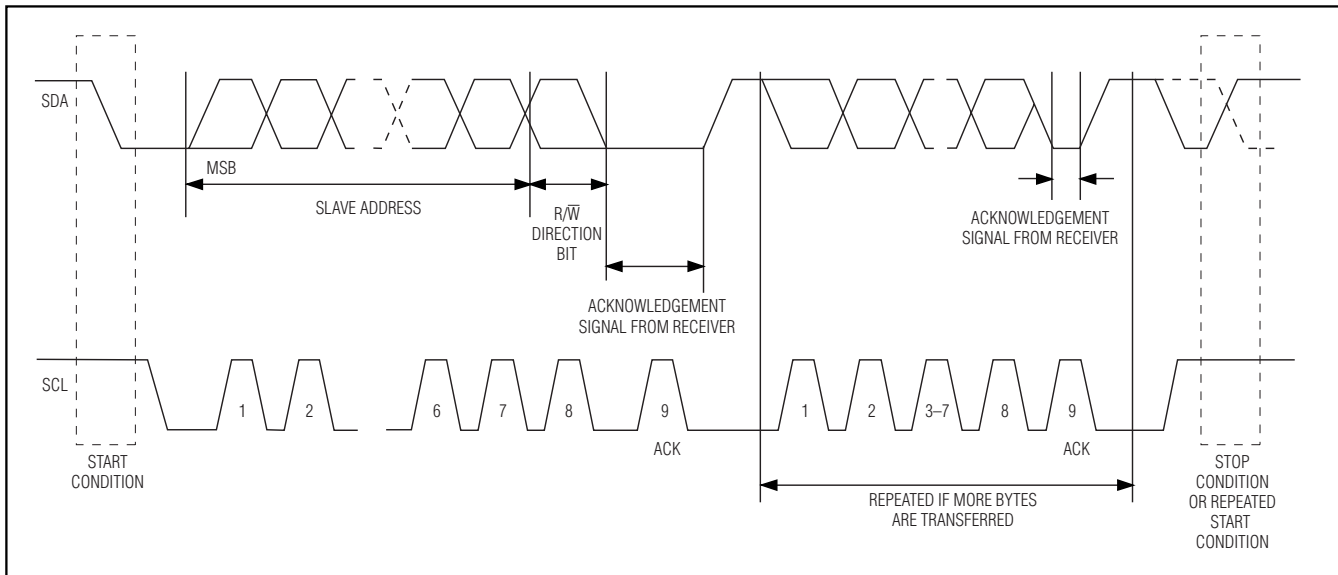 SDA
MSB
SLAVE ADDRESS
R/W̅
DIRECTION
BIT
ACKNOWLEDGEMENT
SIGNAL FROM RECEIVER
ACKNOWLEDGEMENT
SIGNAL FROM RECEIVER
SCL
1 2 6 7 8 9 1 2 3–7 8 9
ACK ACK
START
CONDITION
REPEATED IF MORE BYTES
ARE TRANSFERRED
STOP
CONDITION
OR REPEATED
START
CONDITION